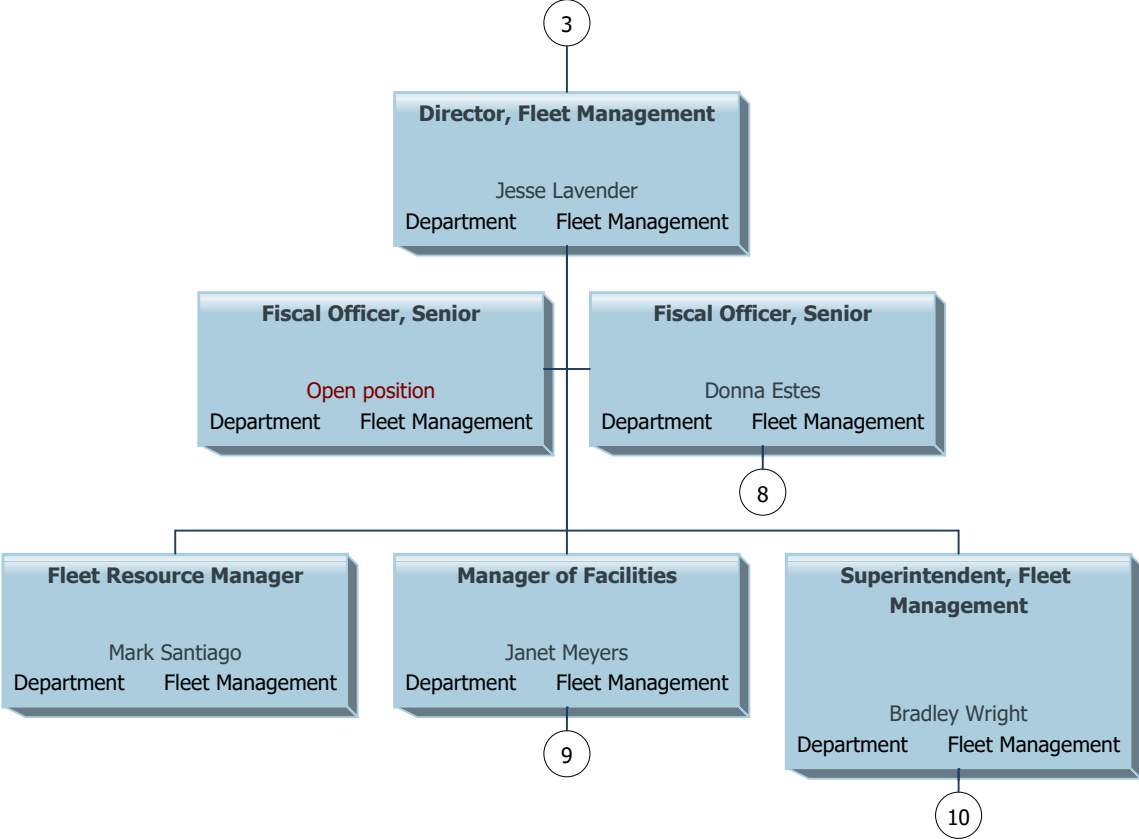 3
Director, Fleet Management
Jesse Lavender
Department Fleet Management
Fiscal Officer, Senior
Open position
Department Fleet Management
Fiscal Officer, Senior
Donna Estes
Department Fleet Management
8
Fleet Resource Manager
Mark Santiago
Department Fleet Management
Manager of Facilities
Janet Meyers
Department Fleet Management
9
Superintendent, Fleet
Management
Bradley Wright
Department Fleet Management
10